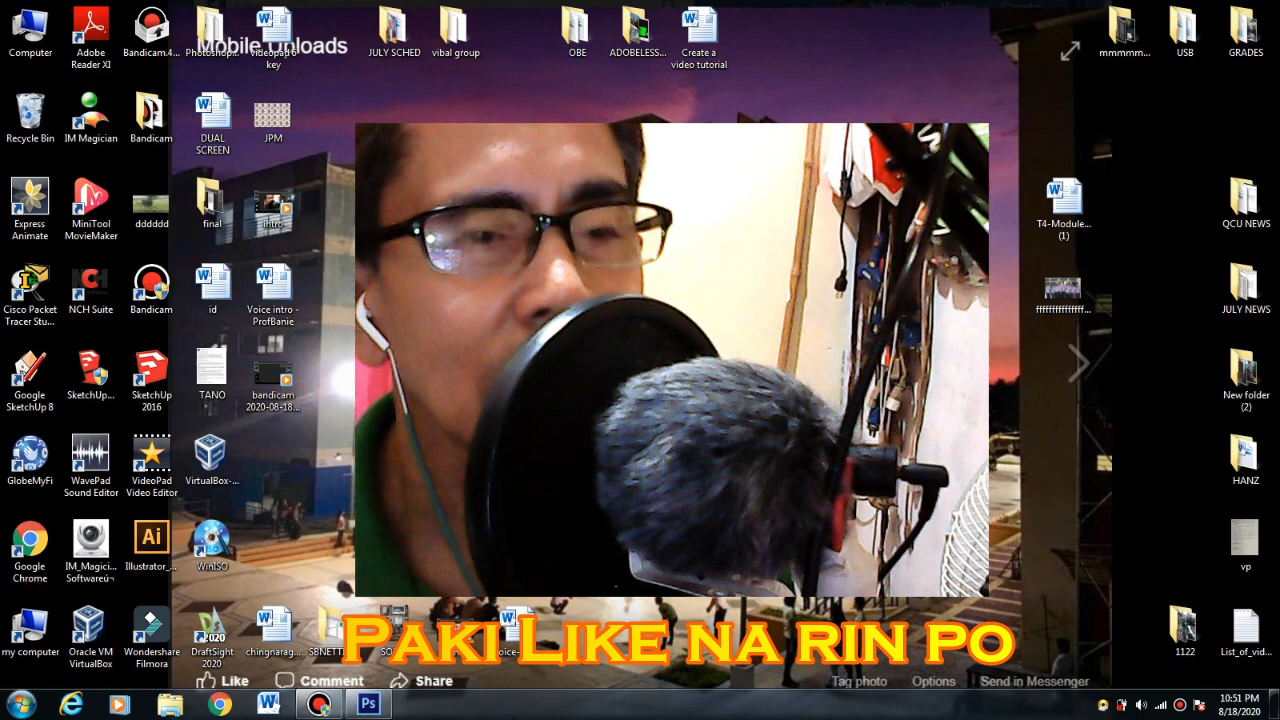 Mobile Uploads
Computer
Adobe
Reader XI
Bandicam.4...
Photoshop...
videopad 6
key
JULY SCHED
vibal group
OBE
ADOBELESS...
Create a
video tutorial
mmmmm...
USB
GRADES
Recycle Bin
IM Magician
Bandicam
DUAL
SCREEN
JPM
Express
Animate
MiniTool
MovieMaker
dddddd
final
intro
T4-Module...
(1)
QCU NEWS
Cisco Packet
Tracer Stu...
NCH Suite
Bandicam
id
Voice intro -
ProfBanie
ffffffffffffffff...
JULY NEWS
Google
SketchUp 8
SketchUp...
SketchUp
2016
TANO
bandicam
2020-08-18...
New folder
(2)
GlobeMyFi
WavePad
Sound Editor
VideoPad
Video Editor
VirtualBox-...
HANZ
Google
Chrome
IM_Magici...
Softwareú¬
Illustrator_...
WinISO
vp
my computer
Oracle VM
VirtualBox
Wondershare
Filmora
DraftSight
2020
chingnarag...
SBNETT
1122
List_of_vid...
Paki Like na rin po
Like
Comment
Share
Tag photo
Options
Send in Messenger
10:51 PM
8/18/2020